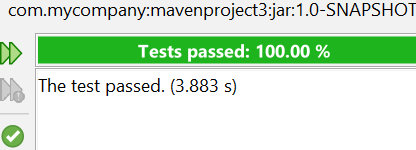 com.mycompany:mavenproject3:jar:1.0-SNAPSHOT
Tests passed: 100.00 %
The test passed. (3.883 s)